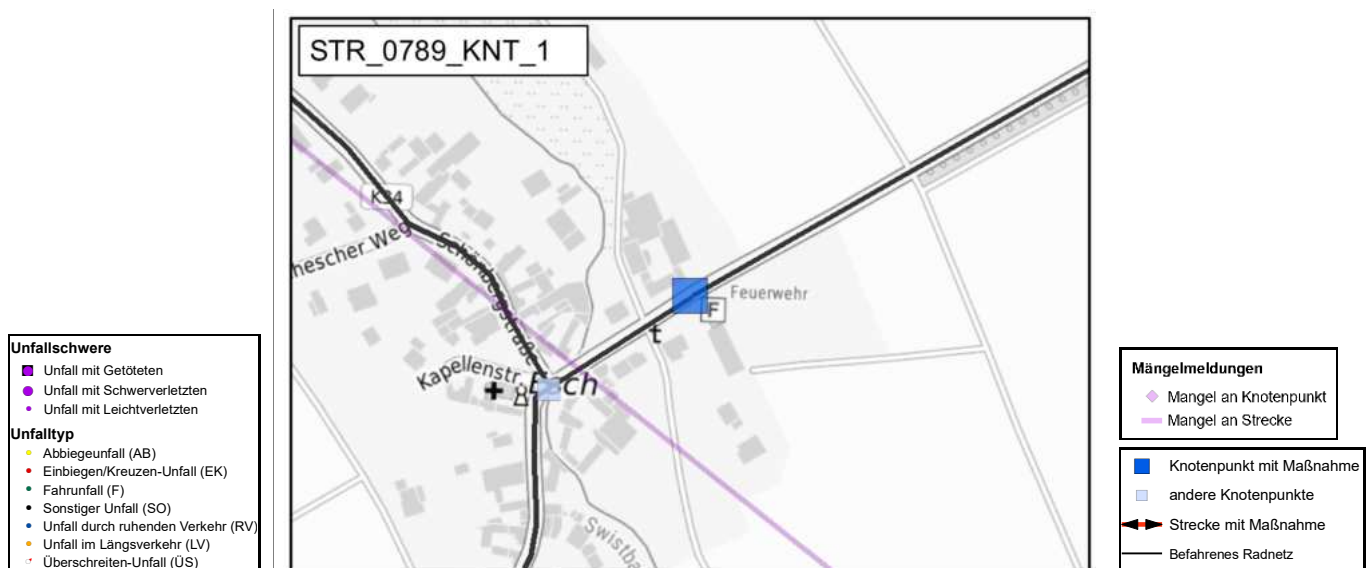 STR_0789_KNT_1
K34
hescher Weg
Schönbergstraße
Feuerwehr
F
t
Kapellenstr.
Esch
Swistba
Unfallschwere
Unfall mit Getöteten
Unfall mit Schwerverletzten
Unfall mit Leichtverletzten
Unfalltyp
Abbiegeunfall (AB)
Einbiegen/Kreuzen-Unfall (EK)
Fahrunfall (F)
Sonstiger Unfall (SO)
Unfall durch ruhenden Verkehr (RV)
Unfall im Längsverkehr (LV)
Überschreiten-Unfall (ÜS)
Mängelmeldungen
Mangel an Knotenpunkt
Mangel an Strecke
Knotenpunkt mit Maßnahme
andere Knotenpunkte
Strecke mit Maßnahme
Befahrenes Radnetz